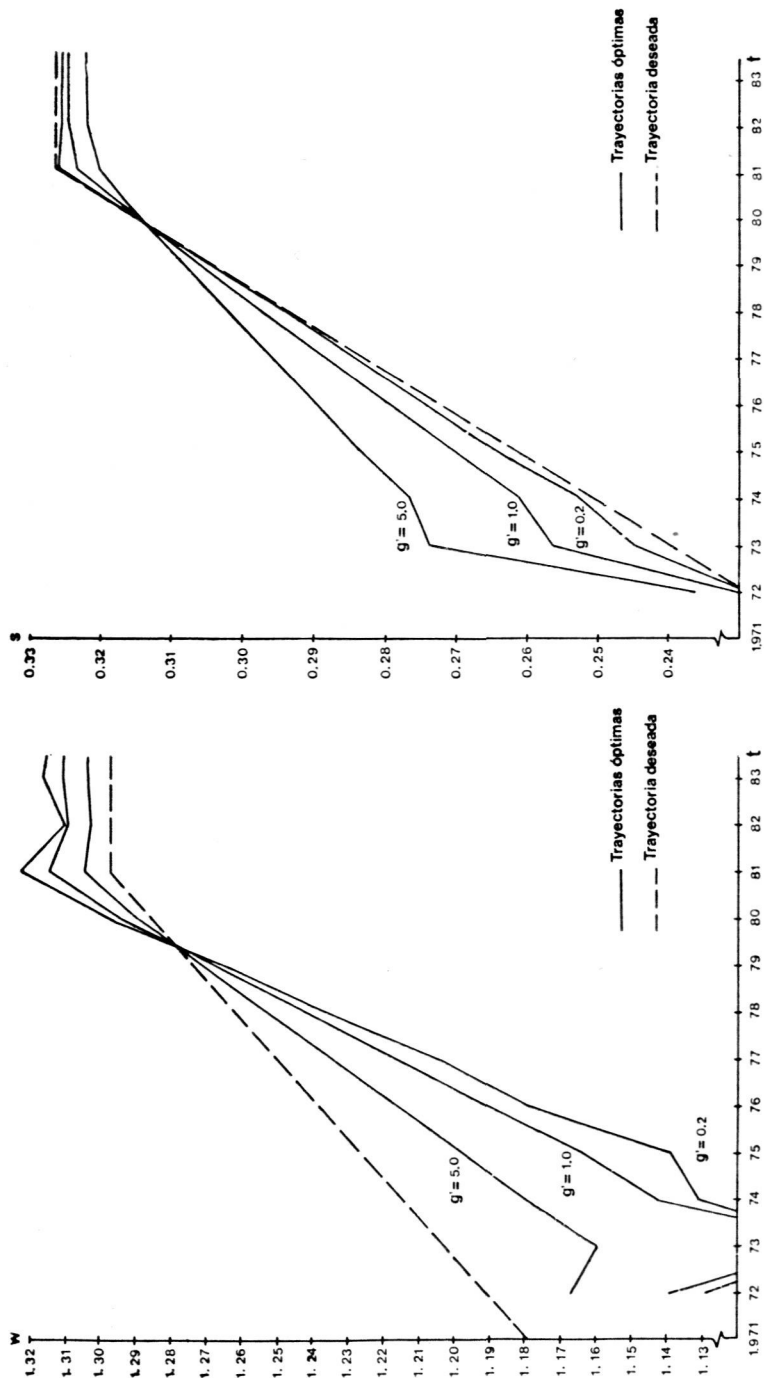 w
1.32
1.31
1.30
1.29
1.28
1.27
1.26
1.25
1.24
1.23
1.22
1.21
1.20
1.19
1.18
1.17
1.16
1.15
1.14
1.13
g' = 5.0
g' = 1.0
g' = 0.2
Trayectorias óptimas
Trayectoria deseada
1.971 72 73 74 75 76 77 78 79 80 81 82 83 t
s
0.33
0.32
0.31
0.30
0.29
0.28
0.27
0.26
0.25
0.24
g' = 5.0
g' = 1.0
g' = 0.2
Trayectorias óptimas
Trayectoria deseada
1.971 72 73 74 75 76 77 78 79 80 81 82 83 t